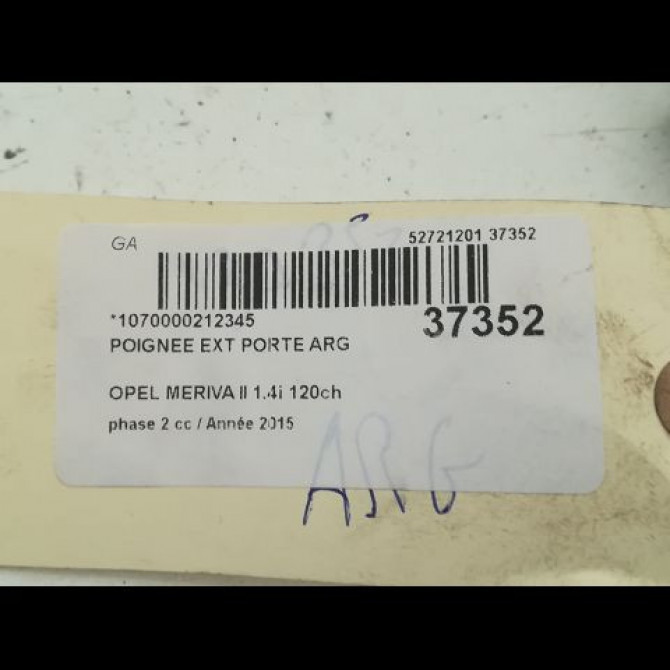 GA
52721201 37352
*1070000212345
37352
POIGNEE EXT PORTE ARG
OPEL MERIVA II 1.4i 120ch
phase 2 cc / Année 2015
ARG